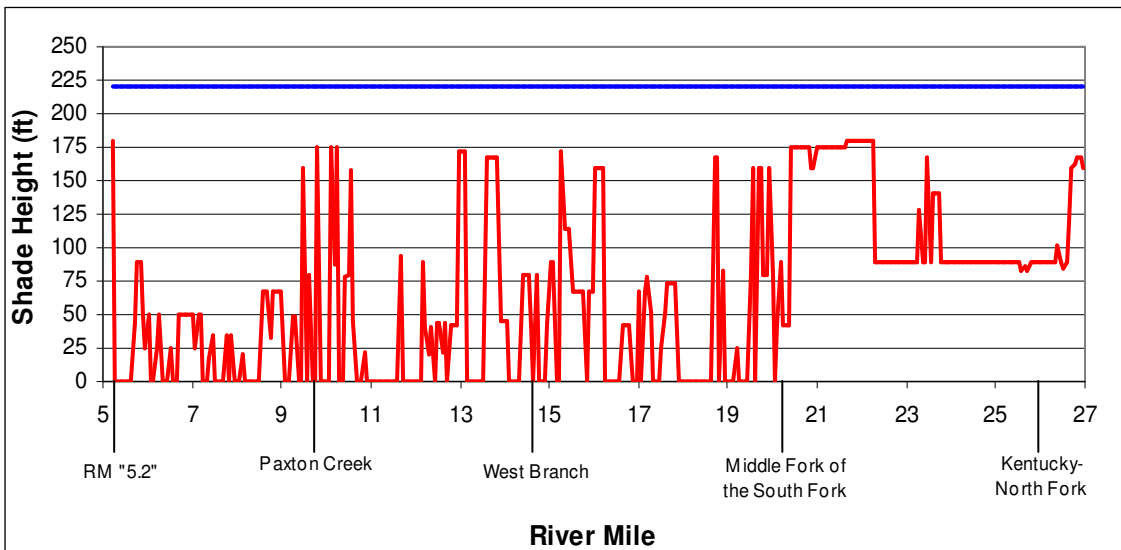 Shade Height (ft)
250
225
200
175
150
125
100
75
50
25
0
5 7 9 11 13 15 17 19 21 23 25 27
RM "5.2"
Paxton Creek
West Branch
Middle Fork of
the South Fork
Kentucky-
North Fork
River Mile